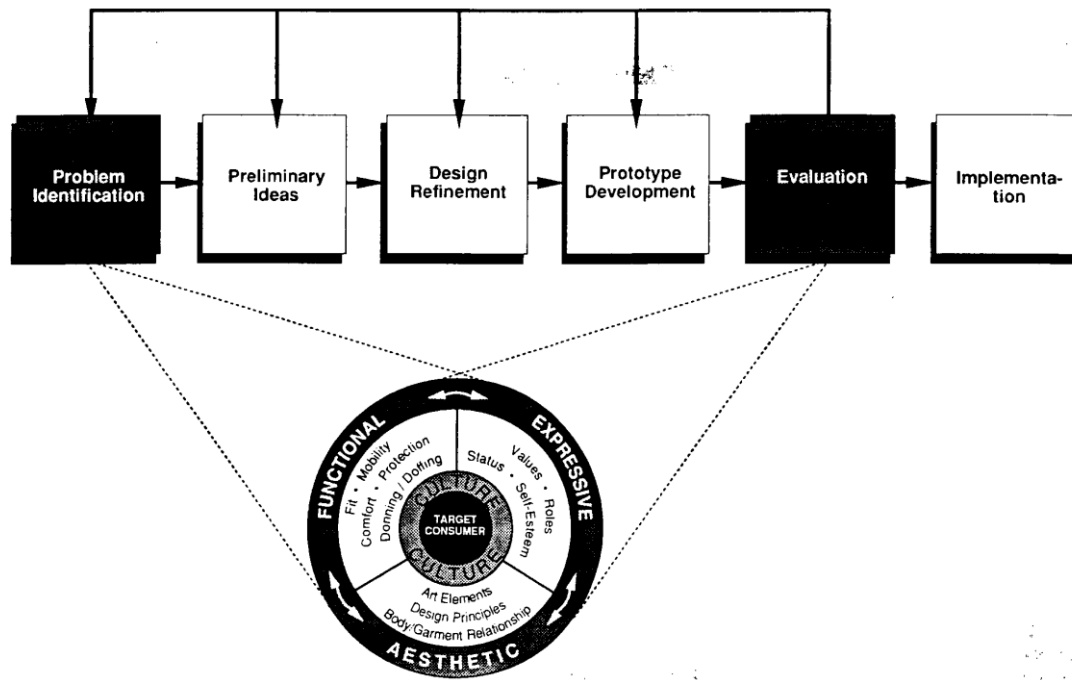 Problem
Identification
Preliminary
Ideas
Design
Refinement
Prototype
Development
Evaluation
Implementa-
tion
FUNCTIONAL
Fit • Mobility
Comfort • Protection
Donning / Doffing
EXPRESSIVE
Values • Roles
Status • Self-Esteem
CULTURE
TARGET
CONSUMER
CULTURE
Art Elements
Design Principles
Body/Garment Relationship
AESTHETIC